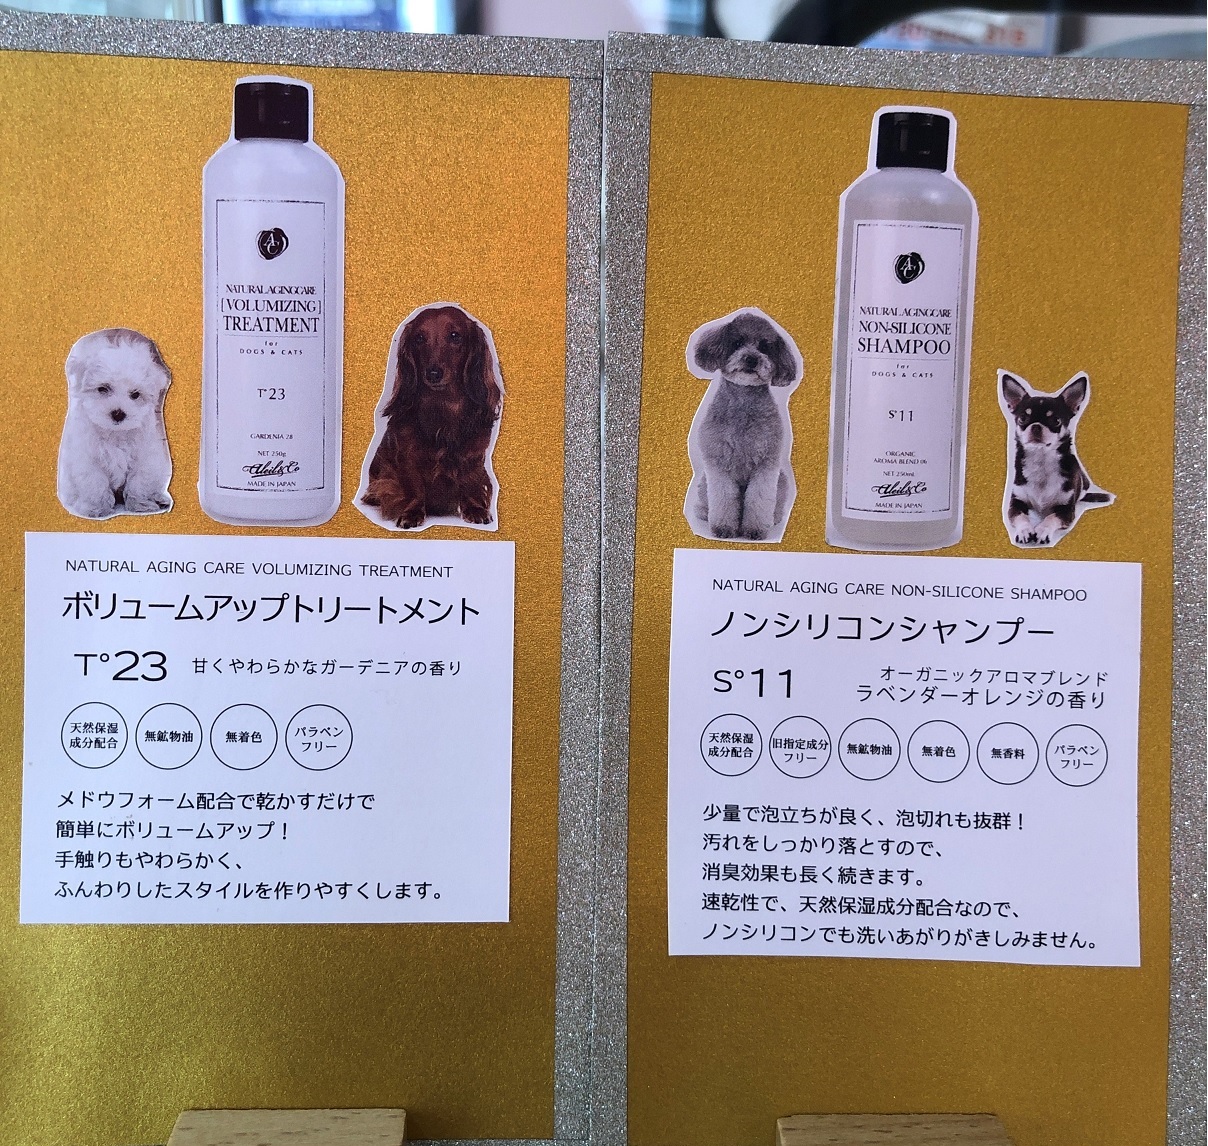 AC
NATURALAGINGCARE
[VOLUMIZING]
TREATMENT
for
DOGS & CATS
T°23
GARDENIA 28
NET 250g
MADE IN JAPAN
NATURAL AGING CARE VOLUMIZING TREATMENT
ボリュームアップトリートメント
T°23 甘くやわらかなガーデニアの香り
天然保湿
成分配合
無鉱物油
無着色
パラベン
フリー
メドウフォーム配合で乾かすだけで
簡単にボリュームアップ！
手触りもやわらかく、
ふんわりしたスタイルを作りやすくします。
AC
NATURALAGINGCARE
NON-SILICONE
SHAMPOO
for
DOGS & CATS
S°11
ORGANIC
AROMA BLEND 06
NET 250ml
MADE IN JAPAN
NATURAL AGING CARE NON-SILICONE SHAMPOO
ノンシリコンシャンプー
S°11
オーガニックアロマブレンド
ラベンダーオレンジの香り
天然保湿
成分配合
旧指定成分
フリー
無鉱物油
無着色
無香料
パラベン
フリー
少量で泡立ちが良く、泡切れも抜群！
汚れをしっかり落とすので、
消臭効果も長く続きます。
速乾性で、天然保湿成分配合なので、
ノンシリコンでも洗いあがりがきしみません。